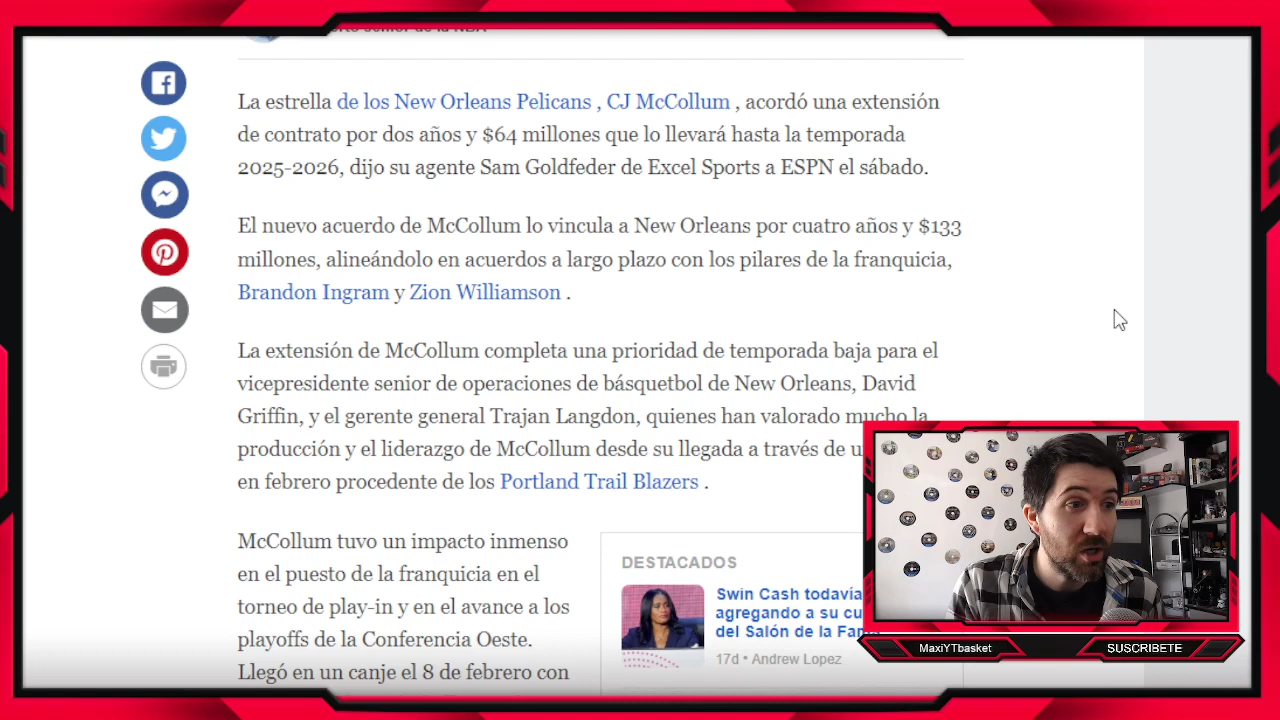 La estrella de los New Orleans Pelicans , CJ McCollum , acordó una extensión
de contrato por dos años y $64 millones que lo llevará hasta la temporada
2025-2026, dijo su agente Sam Goldfeder de Excel Sports a ESPN el sábado.
El nuevo acuerdo de McCollum lo vincula a New Orleans por cuatro años y $133
millones, alineándolo en acuerdos a largo plazo con los pilares de la franquicia,
Brandon Ingram y Zion Williamson .
La extensión de McCollum completa una prioridad de temporada baja para el
vicepresidente senior de operaciones de básquetbol de New Orleans, David
Griffin, y el gerente general Trajan Langdon, quienes han valorado mucho la
producción y el liderazgo de McCollum desde su llegada a través de
en febrero procedente de los Portland Trail Blazers .
McCollum tuvo un impacto inmenso
en el puesto de la franquicia en el
torneo de play-in y en el avance a los
playoffs de la Conferencia Oeste.
Llegó en un canje el 8 de febrero con
DESTACADOS
Swin Cash todavía
agregando a su
del Salón de la
17d • Andrew Lopez
MaxiYTbasket
SUSCRIBETE